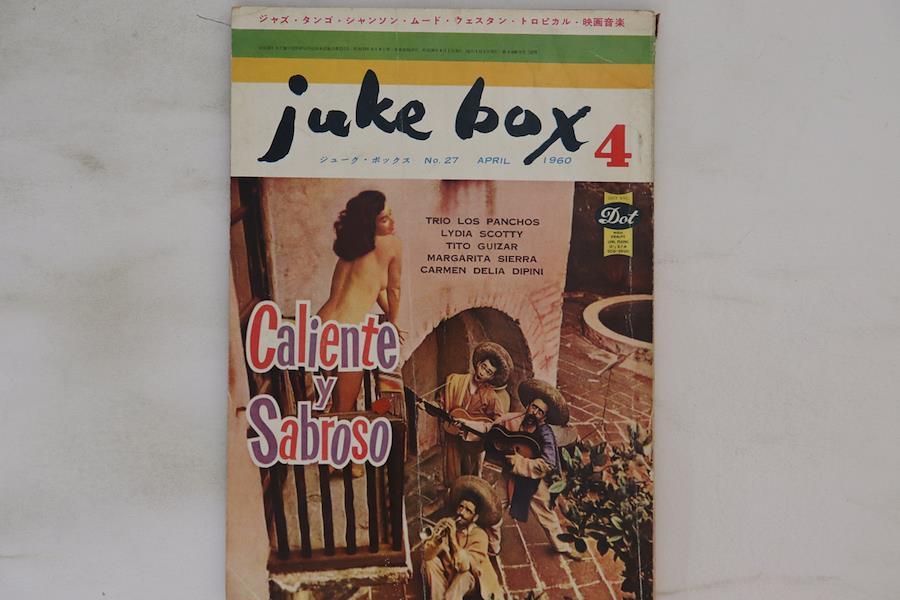 ジャズ・タンゴ・シャンソン・ムード・ウェスタン・トロピカル・映画音楽
juke box
4
ジューク・ボックス No. 27 APRIL 1960
Dot
TRIO LOS PANCHOS
LYDIA SCOTTY
TITO GUIZAR
MARGARITA SIERRA
CARMEN DELIA DIPINI
Caliente
y
Sabroso